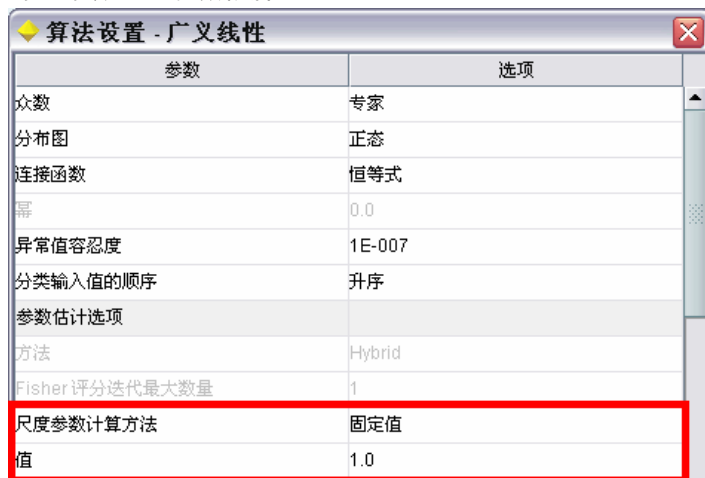 算法设置 - 广义线性
参数 选项
众数 专家
分布图 正态
连接函数 恒等式
幂 0.0
异常值容忍度 1E-007
分类输入值的顺序 升序
参数估计选项
方法 Hybrid
Fisher 评分迭代最大数量 1
尺度参数计算方法 固定值
值 1.0